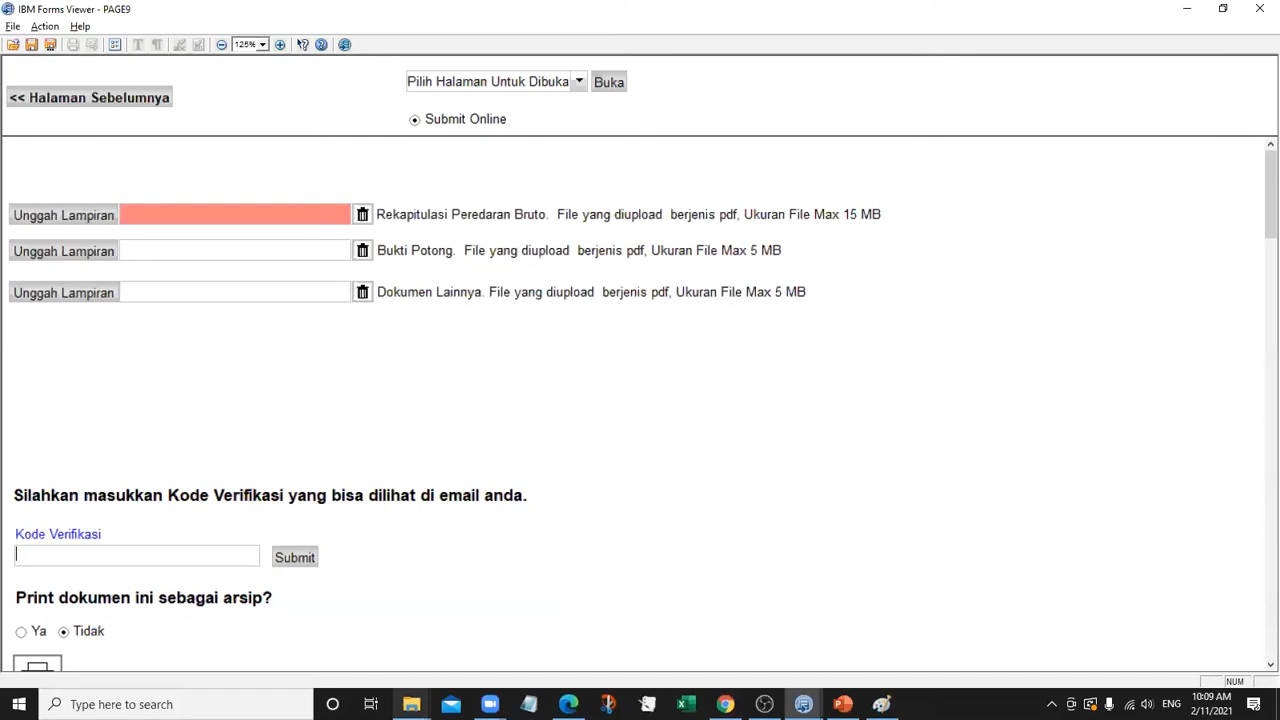 IBM Forms Viewer - PAGE9
File Action Help
125%
<< Halaman Sebelumnya
Pilih Halaman Untuk Dibuka
Buka
Submit Online
Unggah Lampiran Rekapitulasi Peredaran Bruto. File yang diupload berjenis pdf, Ukuran File Max 15 MB
Unggah Lampiran Bukti Potong. File yang diupload berjenis pdf, Ukuran File Max 5 MB
Unggah Lampiran Dokumen Lainnya. File yang diupload berjenis pdf, Ukuran File Max 5 MB
Silahkan masukkan Kode Verifikasi yang bisa dilihat di email anda.
Kode Verifikasi
Submit
Print dokumen ini sebagai arsip?
Ya Tidak
NUM
Type here to search
ENG
10:09 AM
2/11/2021